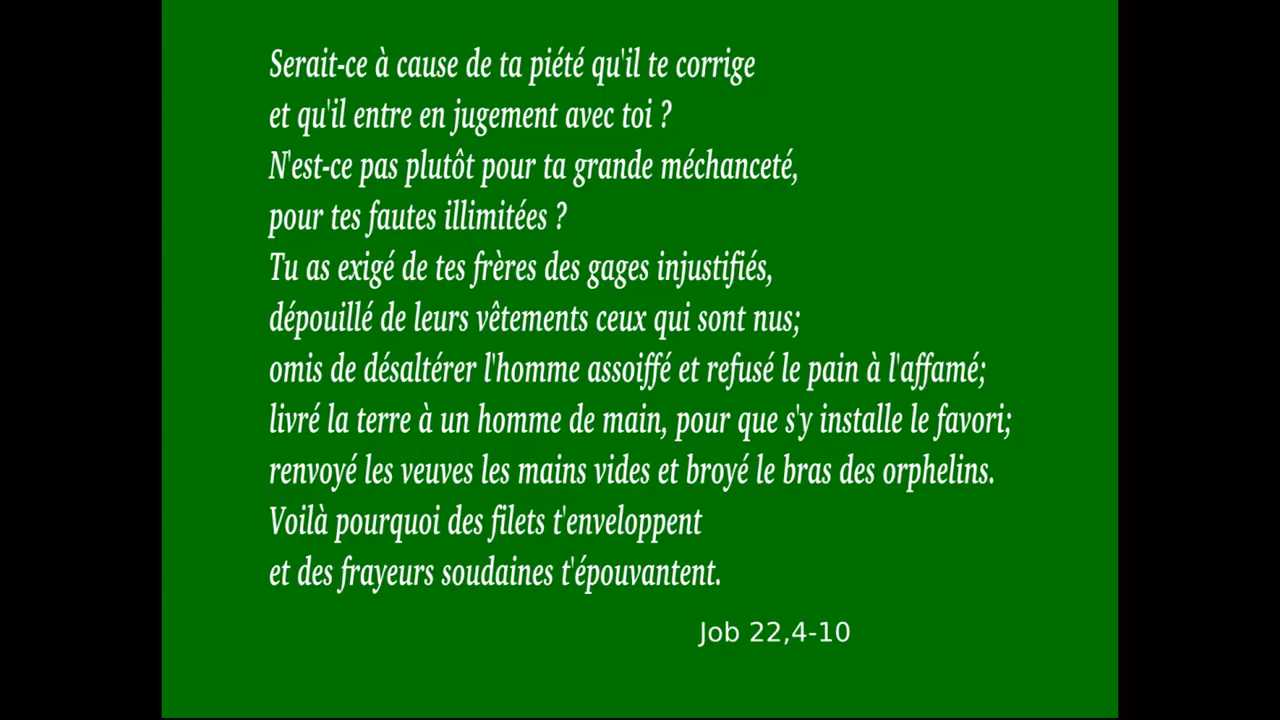 Serait-ce à cause de ta piété qu'il te corrige
et qu'il entre en jugement avec toi ?
N'est-ce pas plutôt pour ta grande méchanceté,
pour tes fautes illimitées ?
Tu as exigé de tes frères des gages injustifiés,
dépouillé de leurs vêtements ceux qui sont nus;
omis de désaltérer l'homme assoiffé et refusé le pain à l'affamé;
livré la terre à un homme de main, pour que s'y installe le favori;
renvoyé les veuves les mains vides et broyé le bras des orphelins.
Voilà pourquoi des filets t'enveloppent
et des frayeurs soudaines t'épouvantent.
Job 22,4-10